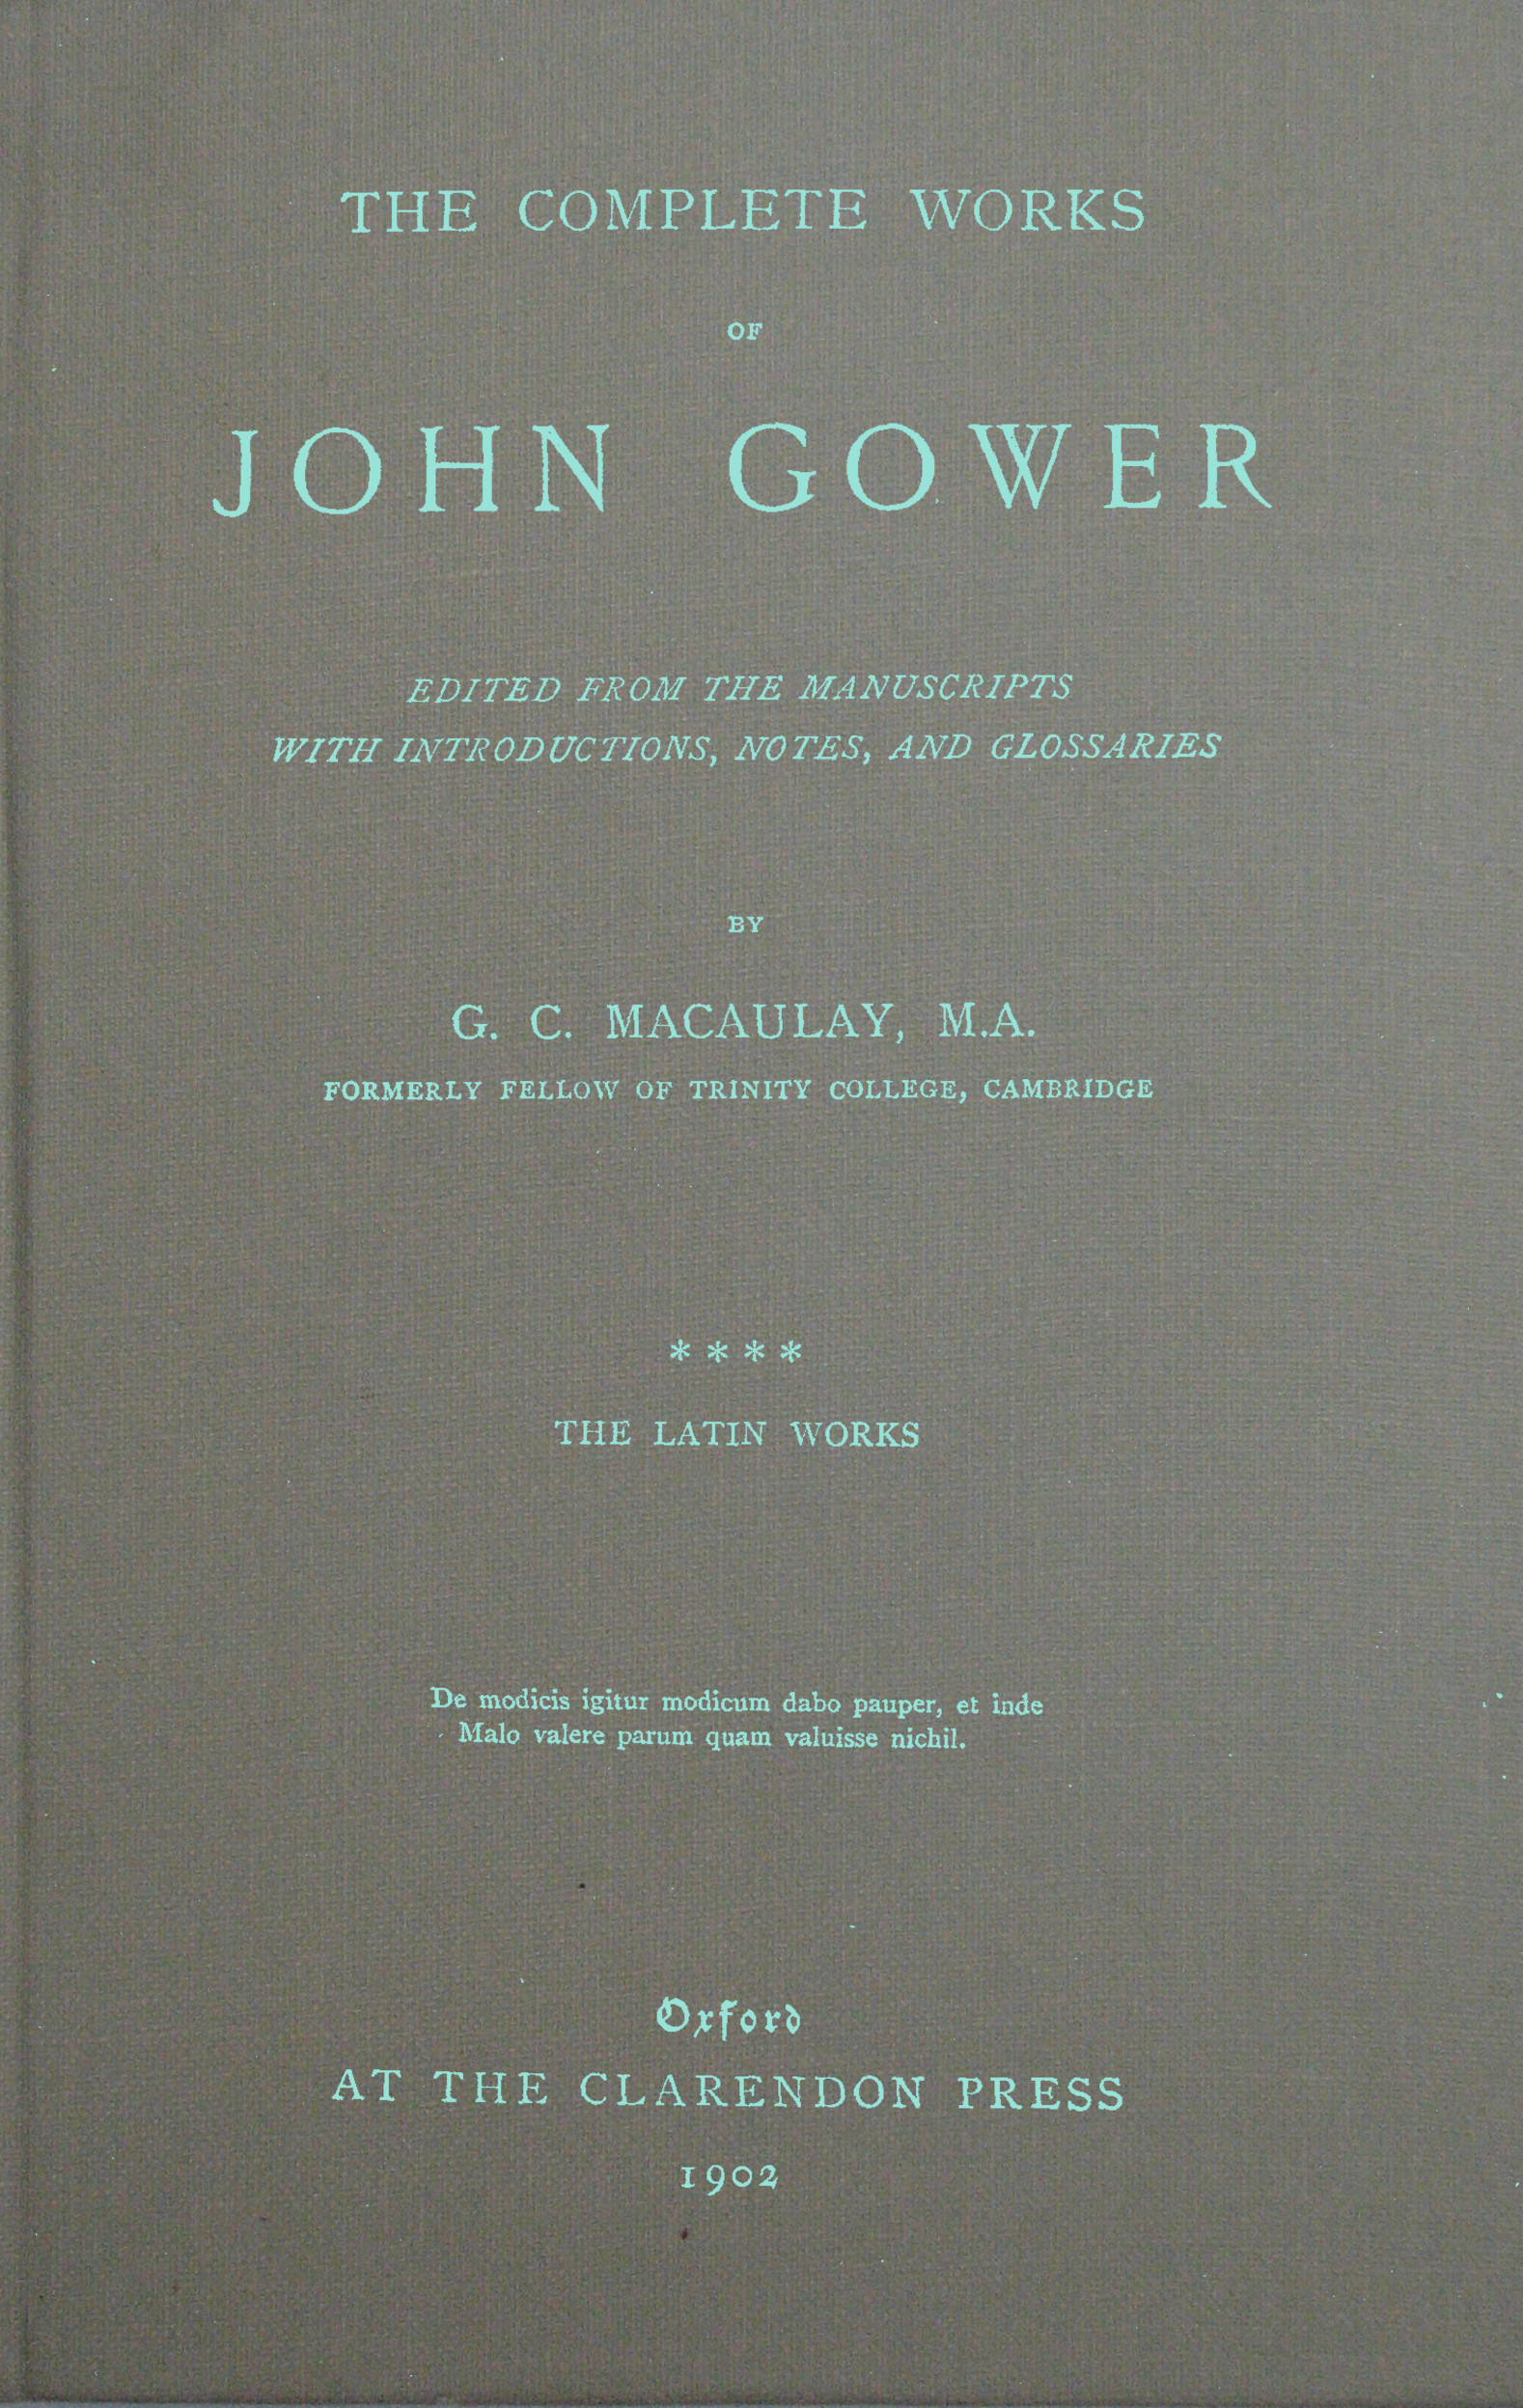 THE COMPLETE WORKS
OF
JOHN GOWER
EDITED FROM THE MANUSCRIPTS
WITH INTRODUCTIONS, NOTES, AND GLOSSARIES
BY
G. C. MACAULAY, M.A.
FORMERLY FELLOW OF TRINITY COLLEGE, CAMBRIDGE
* * * *
THE LATIN WORKS
De modicis igitur modicum dabo pauper, et inde
Malo valere parum quam valuisse nichil.
Oxford
AT THE CLARENDON PRESS
1902